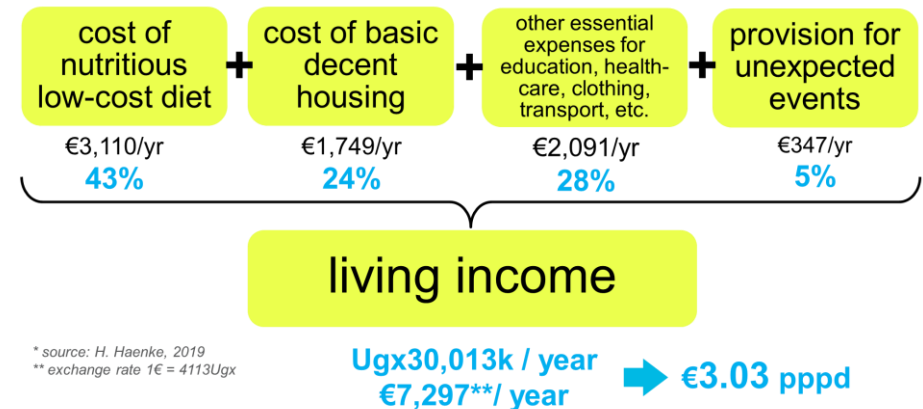 cost of
nutritious
low-cost diet
+
cost of basic
decent
housing
+
other essential
expenses for
education, health-
care, clothing,
transport, etc.
+
provision for
unexpected
events
€3,110/yr
43%
€1,749/yr
24%
€2,091/yr
28%
€347/yr
5%
living income
* source: H. Haenke, 2019
** exchange rate 1€ = 4113Ugx
Ugx30,013k / year
€7,297**/ year
€3.03 pppd